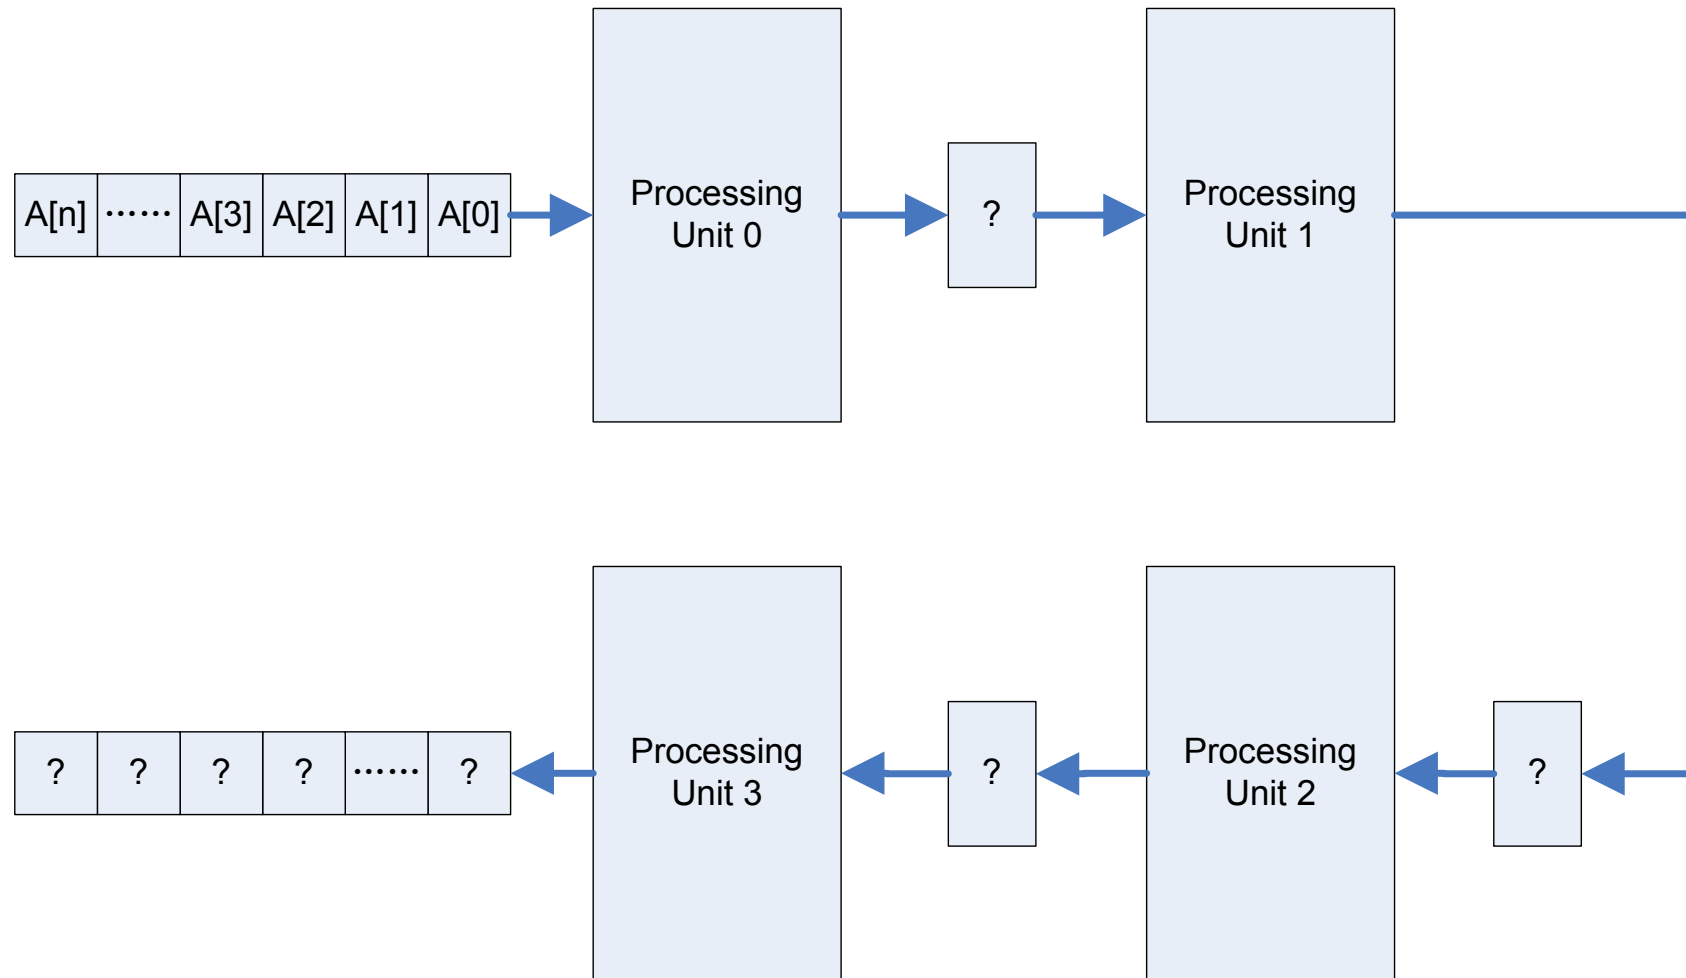 A[n] ...... A[3] A[2] A[1] A[0]
Processing
Unit 0
?
Processing
Unit 1
? ? ? ? ...... ?
Processing
Unit 3
?
Processing
Unit 2
?